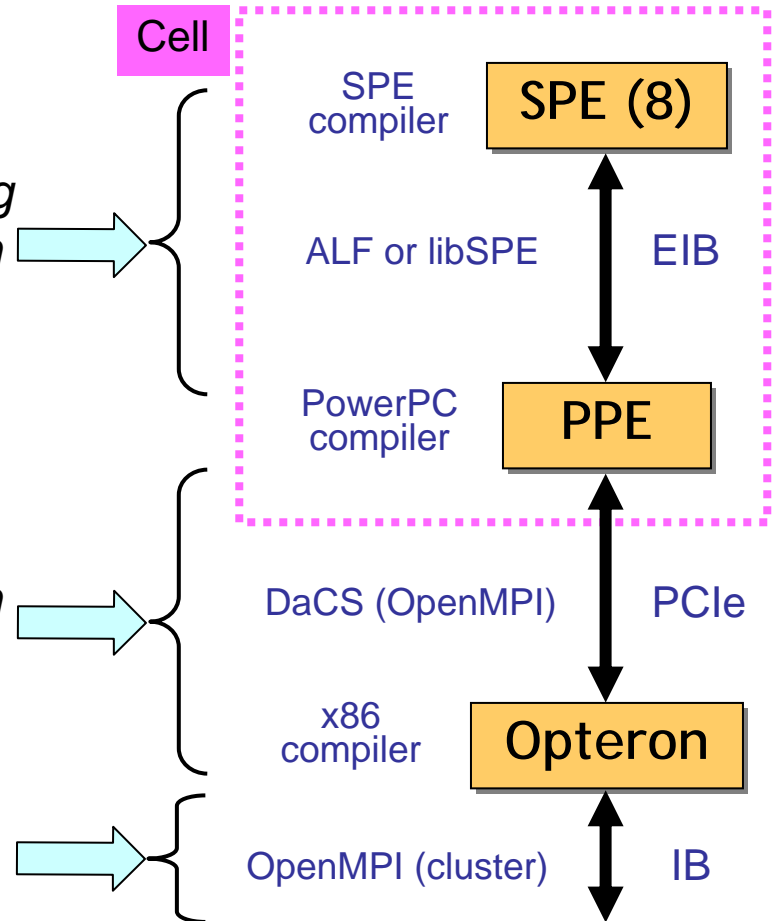 Cell
SPE
compiler
SPE (8)
ALF or libSPE
EIB
PowerPC
compiler
PPE
DaCS (OpenMPI)
PCIe
x86
compiler
Opteron
OpenMPI (cluster)
IB